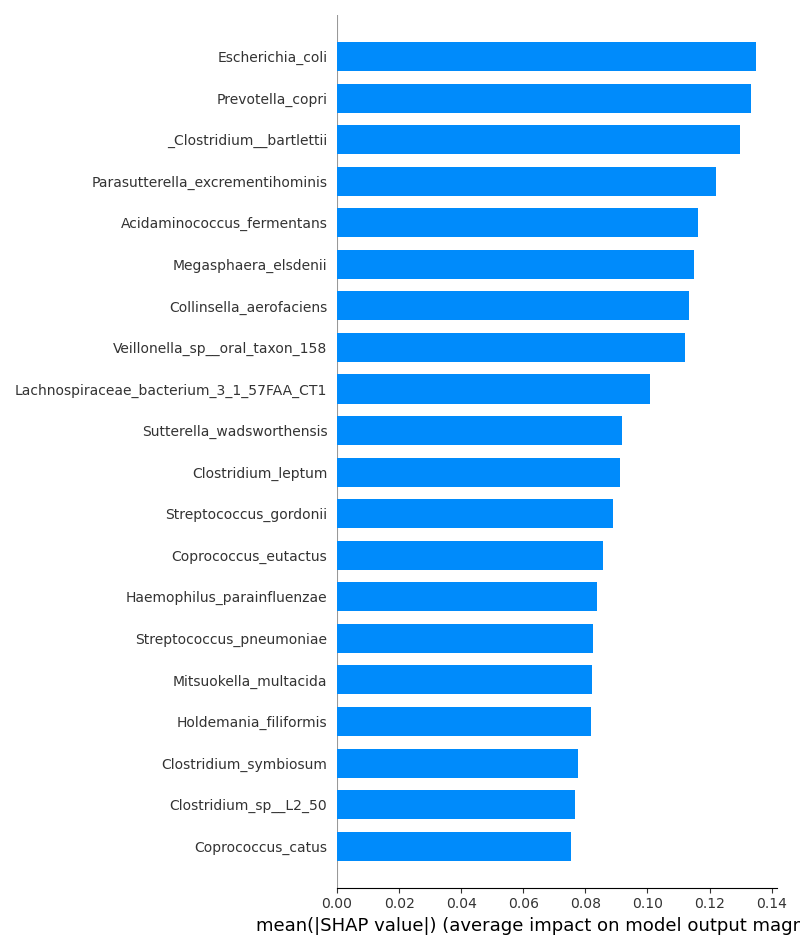 Escherichia_coli
Prevotella_copri
_Clostridium__bartlettii
Parasutterella_excrementihominis
Acidaminococcus_fermentans
Megasphaera_elsdenii
Collinsella_aerofaciens
Veillonella_sp__oral_taxon_158
Lachnospiraceae_bacterium_3_1_57FAA_CT1
Sutterella_wadsworthensis
Clostridium_leptum
Streptococcus_gordonii
Coprococcus_eutactus
Haemophilus_parainfluenzae
Streptococcus_pneumoniae
Mitsuokella_multacida
Holdemania_filiformis
Clostridium_symbiosum
Clostridium_sp__L2_50
Coprococcus_catus
0.00 0.02 0.04 0.06 0.08 0.10 0.12 0.14
mean(|SHAP value|) (average impact on model output magr